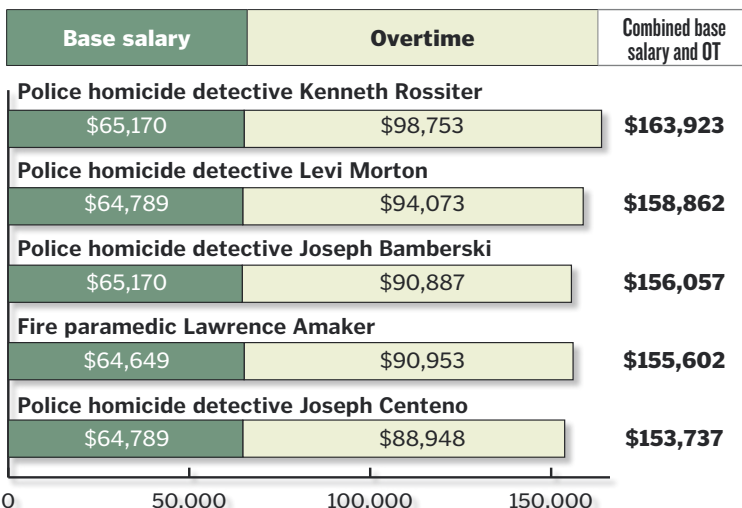 Base salary Overtime Combined base
salary and OT
Police homicide detective Kenneth Rossiter
$65,170 $98,753 $163,923
Police homicide detective Levi Morton
$64,789 $94,073 $158,862
Police homicide detective Joseph Bamberski
$65,170 $90,887 $156,057
Fire paramedic Lawrence Amaker
$64,649 $90,953 $155,602
Police homicide detective Joseph Centeno
$64,789 $88,948 $153,737
0 50,000 100,000 150,000